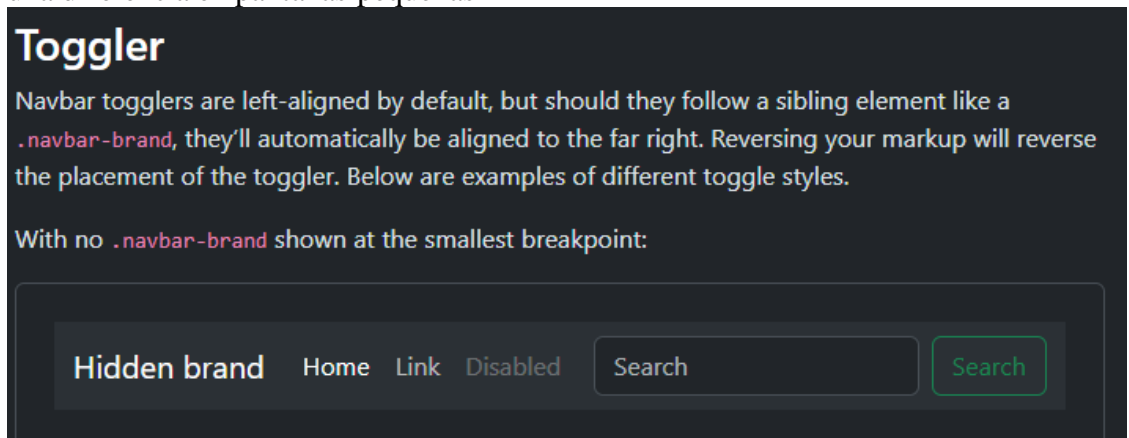 Toggler
Navbar togglers are left-aligned by default, but should they follow a sibling element like a
.navbar-brand, they’ll automatically be aligned to the far right. Reversing your markup will reverse
the placement of the toggler. Below are examples of different toggle styles.
With no .navbar-brand shown at the smallest breakpoint:
Hidden brand Home Link Disabled Search Search